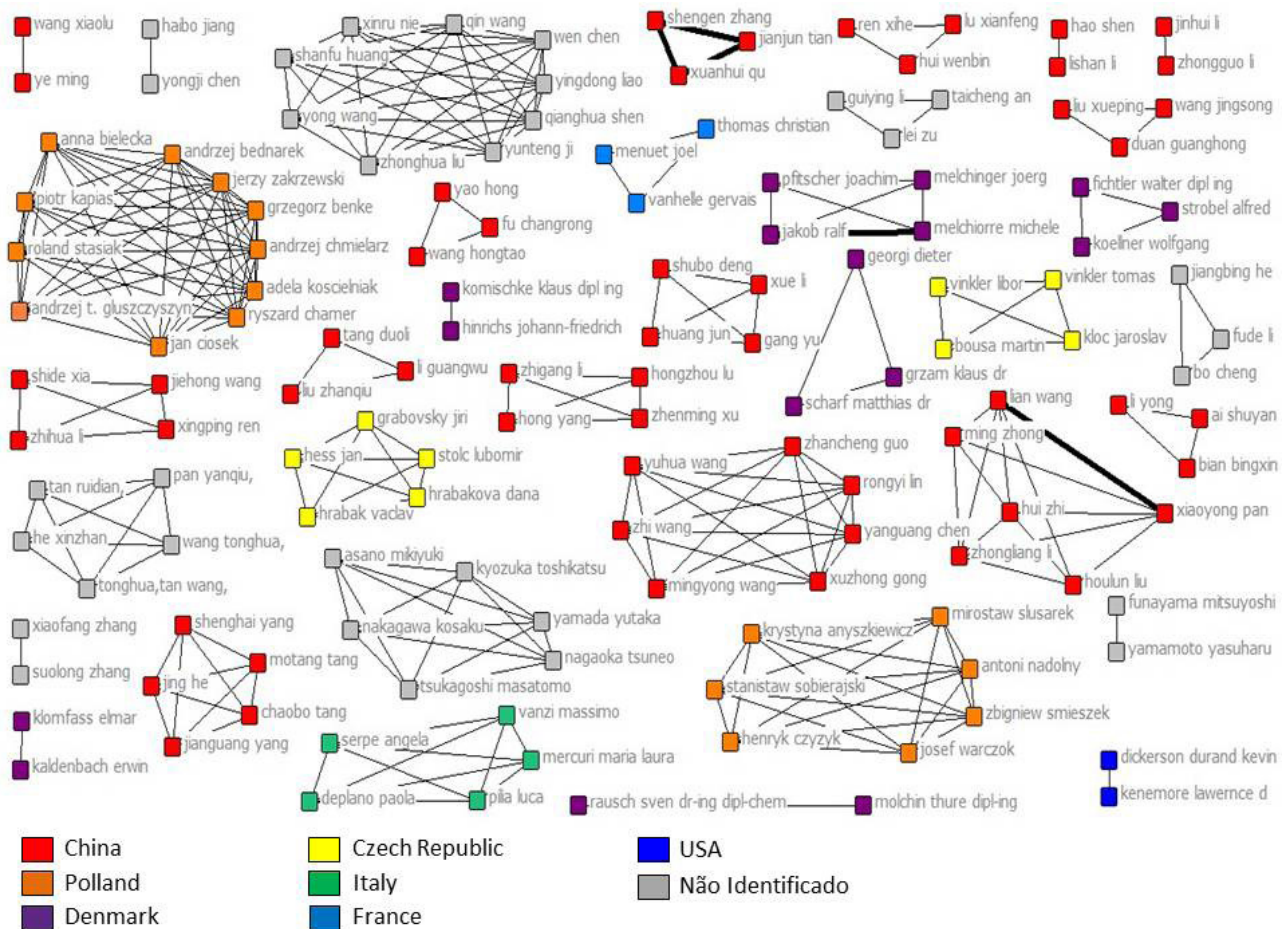 wang xiaolu
ye ming
haibo jiang
yongji chen
xinru nie
qin wang
wen chen
shanfu huang
yingdong liao
yong wang
qianghua shen
zhonghua liu
yunteng ji
shengen zhang
jianjun tian
xuanhui qu
ren xihe
lu xianfeng
hui wenbin
hao shen
lishan li
jinhui li
zhongguo li
guiying li
taicheng an
lei zu
liu xueping
wang jingsong
duan guanghong
thomas christian
menuet joel
vanhelle gervais
anna bielecka
andrzej bednarek
jerzy zakrzewski
piotr kapias
grzegorz benke
roland stasiak
andrzej chmielarz
adela koscielniak
andrzej t. gluszczyszyn
ryszard chamer
jan ciosek
yao hong
fu changrong
wang hongtao
pfitscher joachim
melchinger joerg
jakob ralf
melchiorre michele
fichtler walter dipl ing
strobel alfred
koellner wolfgang
komischke klaus dipl ing
hinrichs johann-friedrich
shubo deng
xue li
huang jun
gang yu
georgi dieter
grzam klaus dr
scharf matthias dr
vinkler libor
vinkler tomas
bousa martin
kloc jaroslav
jiangbing he
fude li
bo cheng
tang duoli
li guangwu
liu zhanqiu
shide xia
jiehong wang
zhihua li
xingping ren
zhigang li
hongzhou lu
hong yang
zhenming xu
grabovsky jiri
hess jan
stolc lubomir
hrabakova dana
hrabak vaclav
lian wang
ming zhong
hui zhi
xiaoyong pan
zhongliang li
houlun liu
li yong
ai shuyan
bian bingxin
yuhua wang
zhancheng guo
rongyi lin
zhi wang
yanguang chen
mingyong wang
xuzhong gong
tan ruidian,
pan yanqiu,
he xinzhan
wang tonghua,
tonghua,tan wang,
asano mikiyuki
kyozuka toshikatsu
nakagawa kosaku
yamada yutaka
nagaoka tsuneo
tsukagoshi masatomo
funayama mitsuyoshi
yamamoto yasuharu
xiaofang zhang
suolong zhang
shenghai yang
motang tang
jing he
chaobo tang
jianguang yang
klomfass elmar
kaldenbach erwin
krystyna anyszkiewicz
mirostaw slusarek
antoni nadolny
stanistaw sobierajski
zbigniew smieszek
henryk czyzyk
josef warczok
vanzi massimo
serpe angela
mercuri maria laura
deplano paola
pilia luca
rausch sven dr-ing dipl-chem
molchin thure dipl-ing
dickerson durand kevin
kenemore lawernce d
China
Polland
Denmark
Czech Republic
Italy
France
USA
Não Identificado